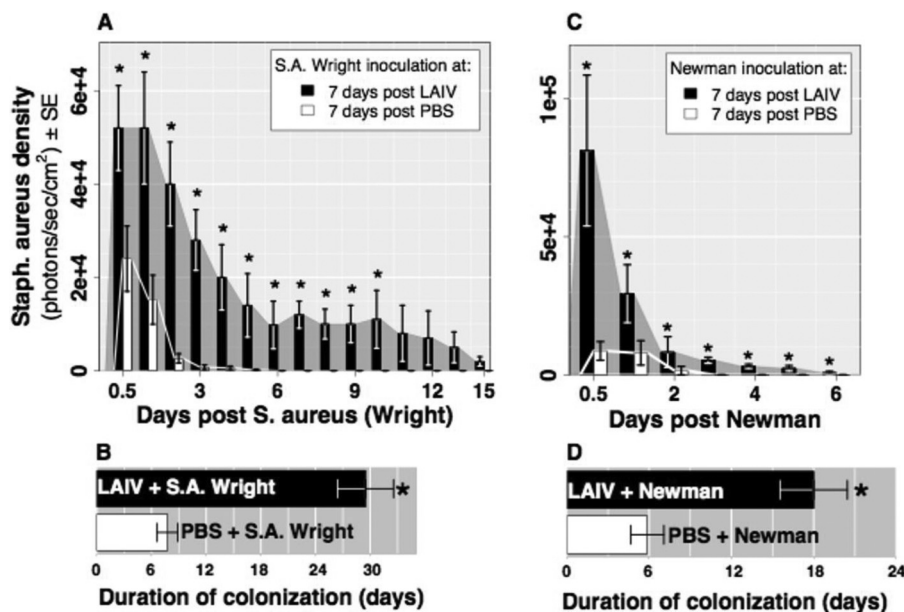 A
Staph. aureus density
(photons/sec/cm²) ± SE
6e+4
4e+4
2e+4
0
S.A. Wright inoculation at:
7 days post LAIV
7 days post PBS
* * * * * * * * * * *
0.5 3 6 9 12 15
Days post S. aureus (Wright)
C
1e+5
5e+4
0
Newman inoculation at:
7 days post LAIV
7 days post PBS
* * * * * * *
0.5 2 4 6
Days post Newman
B
LAIV + S.A. Wright *
PBS + S.A. Wright
0 6 12 18 24 30
Duration of colonization (days)
D
LAIV + Newman *
PBS + Newman
0 6 12 18 24
Duration of colonization (days)